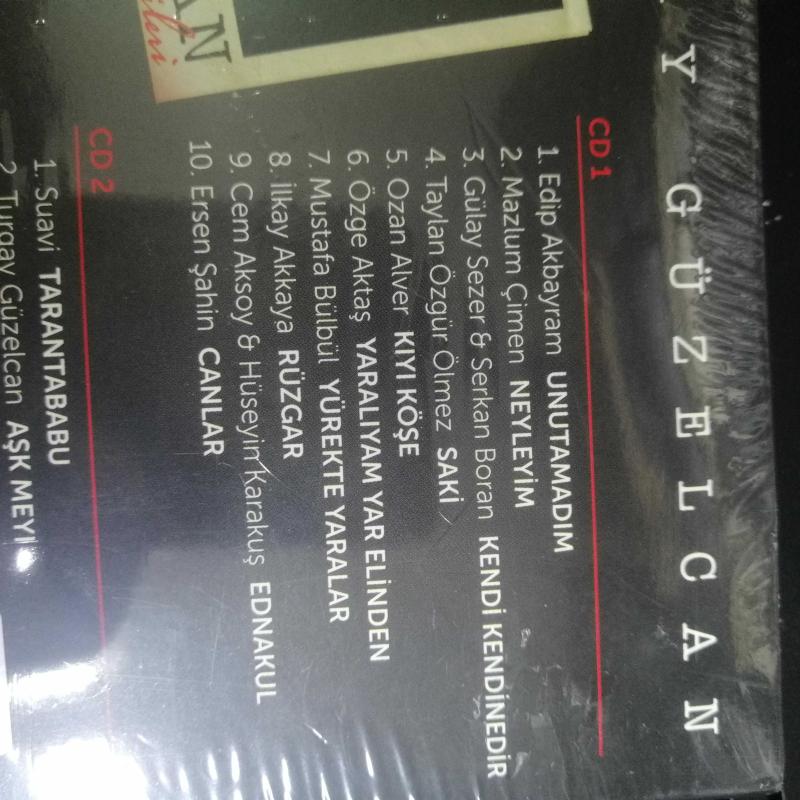 Y GÜZELCAN
AN
ileri
CD 1
1. Edip Akbayram UNUTAMADIM
2. Mazlum Çimen NEYLEYİM
3. Gülay Sezer & Serkan Boran KENDİ KENDİNEDİR
4. Taylan Özgür Ölmez SAKİ
5. Ozan Alver KIYI KÖŞE
6. Özge Aktaş YARALIYAM YAR ELİNDEN
7. Mustafa Bülbül YÜREKTE YARALAR
8. İlkay Akkaya RÜZGAR
9. Cem Aksoy & Hüseyin Karakuş EDNAKUL
10. Ersen Şahin CANLAR
CD 2
1. Suavi TARANTABABU
2. Turgay Güzelcan AŞK MEYI